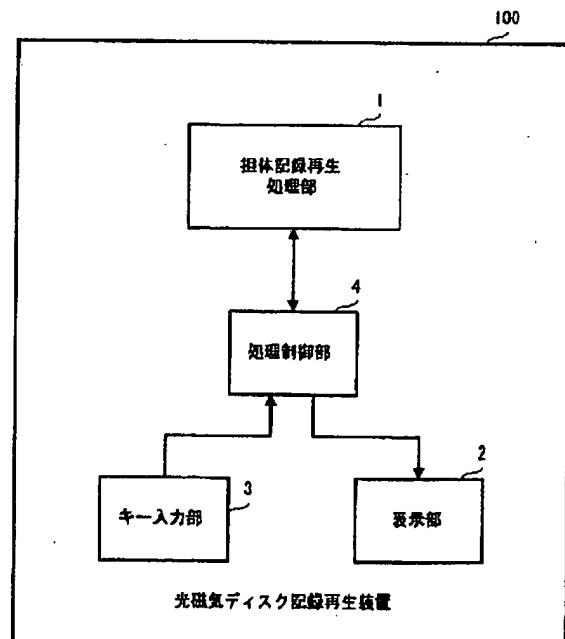 100
1
担体記録再生
処理部
4
処理制御部
3
キー入力部
2
表示部
光磁気ディスク記録再生装置